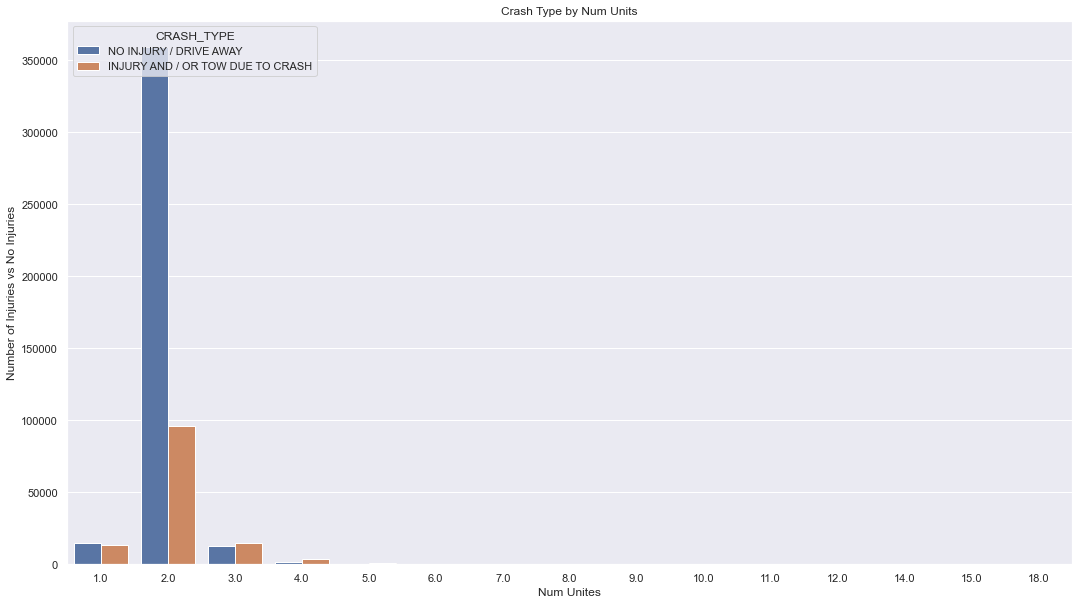 Crash Type by Num Units
CRASH_TYPE
NO INJURY / DRIVE AWAY
INJURY AND / OR TOW DUE TO CRASH
Number of Injuries vs No Injuries
350000
300000
250000
200000
150000
100000
50000
0
1.0 2.0 3.0 4.0 5.0 6.0 7.0 8.0 9.0 10.0 11.0 12.0 14.0 15.0 18.0
Num Unites